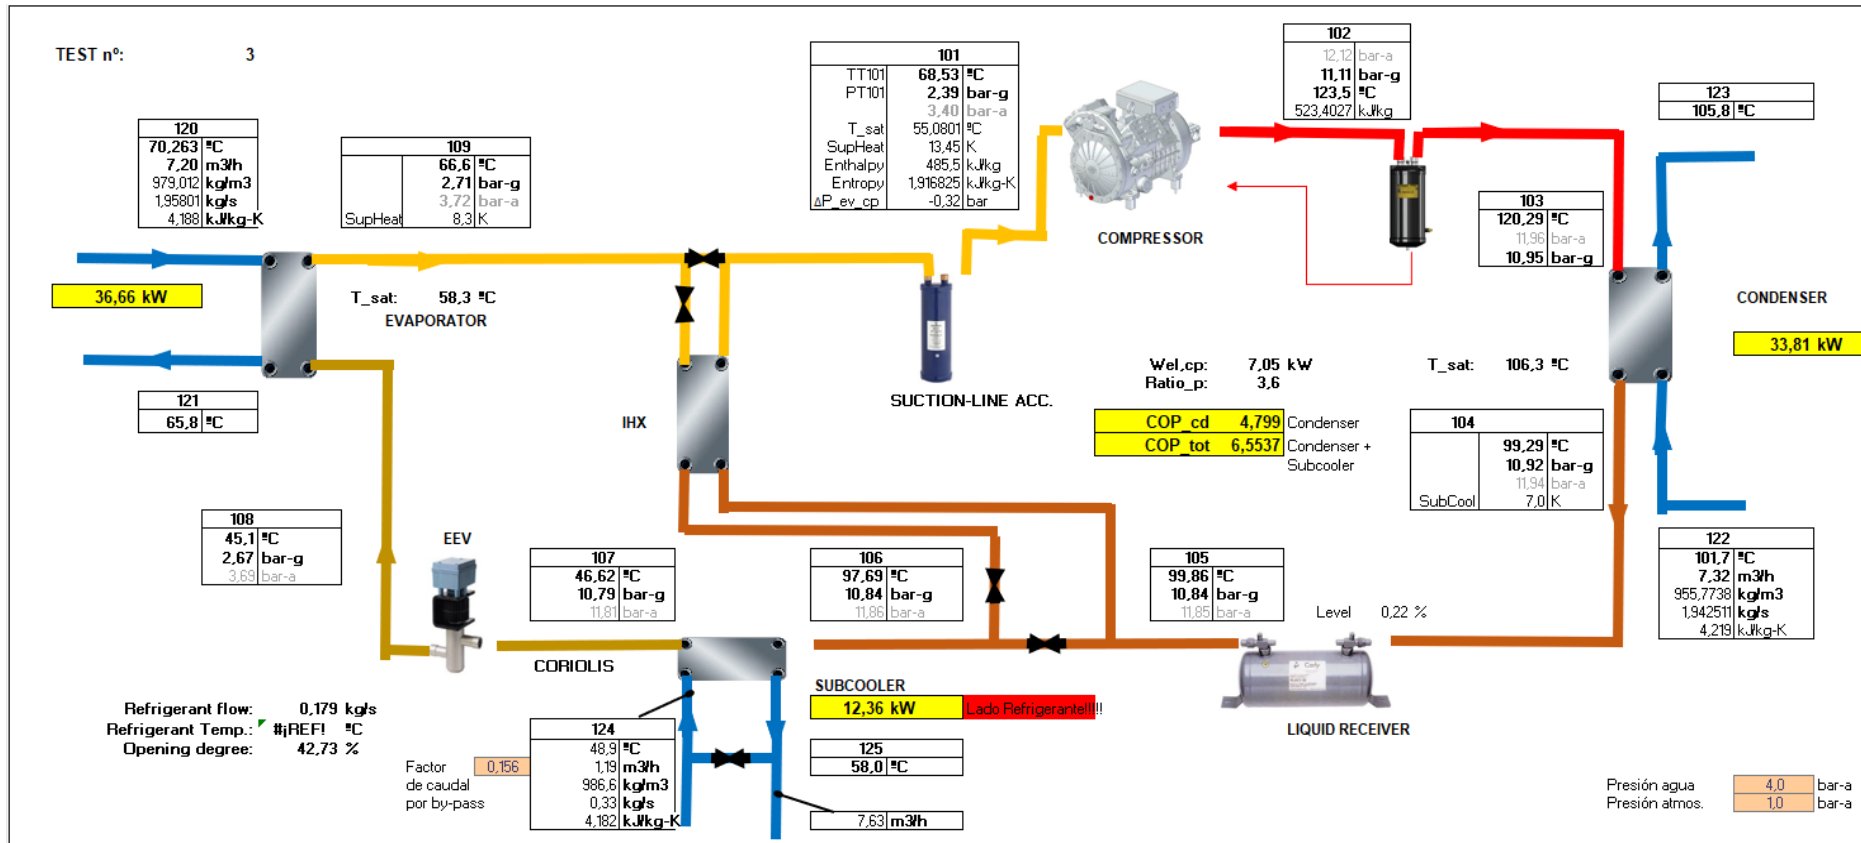 TEST nº: 3
120
70,263 ºC
7,20 m3/h
979,012 kg/m3
1,95801 kg/s
4,188 kJ/kg-K
109
66,6 ºC
2,71 bar-g
3,72 bar-a
SupHeat 8,3 K
101
TT101 68,53 ºC
PT101 2,39 bar-g
3,40 bar-a
T_sat 55,0801 ºC
SupHeat 13,45 K
Enthalpy 485,5 kJ/kg
Entropy 1,916825 kJ/kg-K
ΔP_ev_cp -0,32 bar
102
12,12 bar-a
11,11 bar-g
123,5 ºC
523,4027 kJ/kg
123
105,8 ºC
COMPRESSOR
103
120,29 ºC
11,96 bar-a
10,95 bar-g
36,66 kW
T_sat: 58,3 ºC
EVAPORATOR
CONDENSER
33,81 kW
121
65,8 ºC
IHX
SUCTION-LINE ACC.
Wel,cp: 7,05 kW
Ratio_p: 3,6
T_sat: 106,3 ºC
COP_cd 4,799 Condenser
COP_tot 6,5537 Condenser +
Subcooler
104
99,29 ºC
10,92 bar-g
11,94 bar-a
SubCool 7,0 K
108
45,1 ºC
2,67 bar-g
3,69 bar-a
EEV
107
46,62 ºC
10,79 bar-g
11,81 bar-a
106
97,69 ºC
10,84 bar-g
11,86 bar-a
105
99,86 ºC
10,84 bar-g
11,85 bar-a
Level 0,22 %
122
101,7 ºC
7,32 m3/h
955,7738 kg/m3
1,942511 kg/s
4,219 kJ/kg-K
CORIOLIS
SUBCOOLER
12,36 kW Lado Refrigerante!!!!!
LIQUID RECEIVER
Refrigerant flow: 0,179 kg/s
Refrigerant Temp.: #¡REF! ºC
Opening degree: 42,73 %
124
48,9 ºC
1,19 m3/h
986,6 kg/m3
0,33 kg/s
4,182 kJ/kg-K
125
58,0 ºC
Factor 0,156
de caudal
por by-pass
7,63 m3/h
Presión agua 4,0 bar-a
Presión atmos. 1,0 bar-a